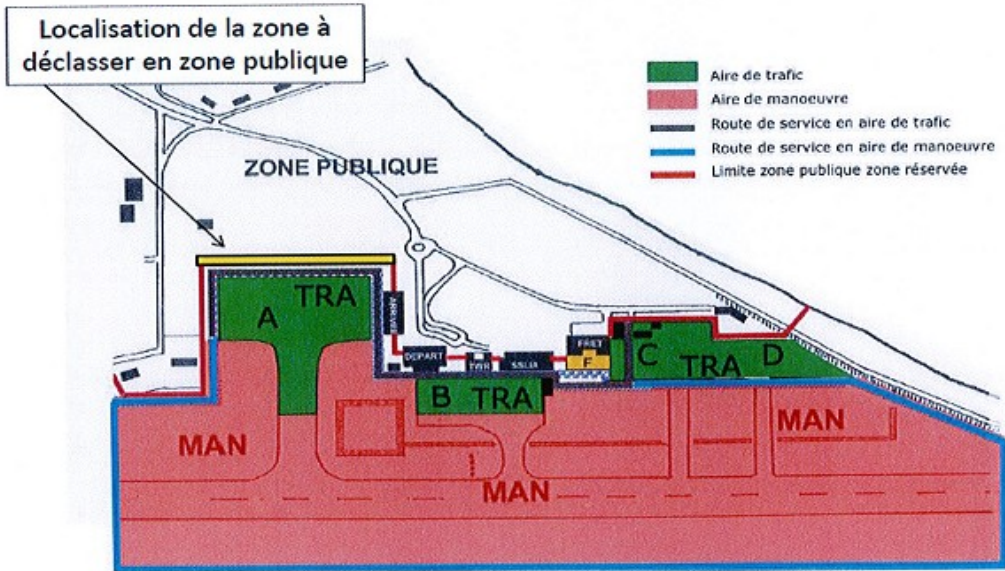 Localisation de la zone à
déclasser en zone publique
Aire de trafic
Aire de manoeuvre
Route de service en aire de trafic
Route de service en aire de manoeuvre
Limite zone publique zone réservée
ZONE PUBLIQUE
A
TRA
ARRIVEE
DEPART
TWR
SSLIA
FRET
F
C
TRA
D
B
TRA
MAN
MAN
MAN